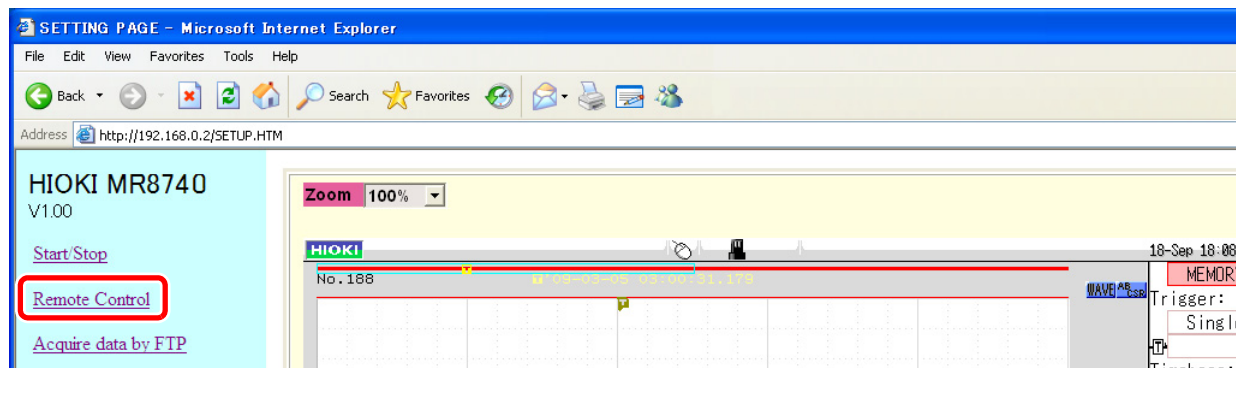 SETTING PAGE - Microsoft Internet Explorer
File Edit View Favorites Tools Help
Back Search Favorites
Address http://192.168.0.2/SETUP.HTM
HIOKI MR8740
V1.00
Start/Stop
Remote Control
Acquire data by FTP
Zoom 100%
HIOKI 18-Sep 18:08
No.188 '09-03-05 03:00:31.179
WAVE AB CSR
MEMOR
Trigger:
Singl
T